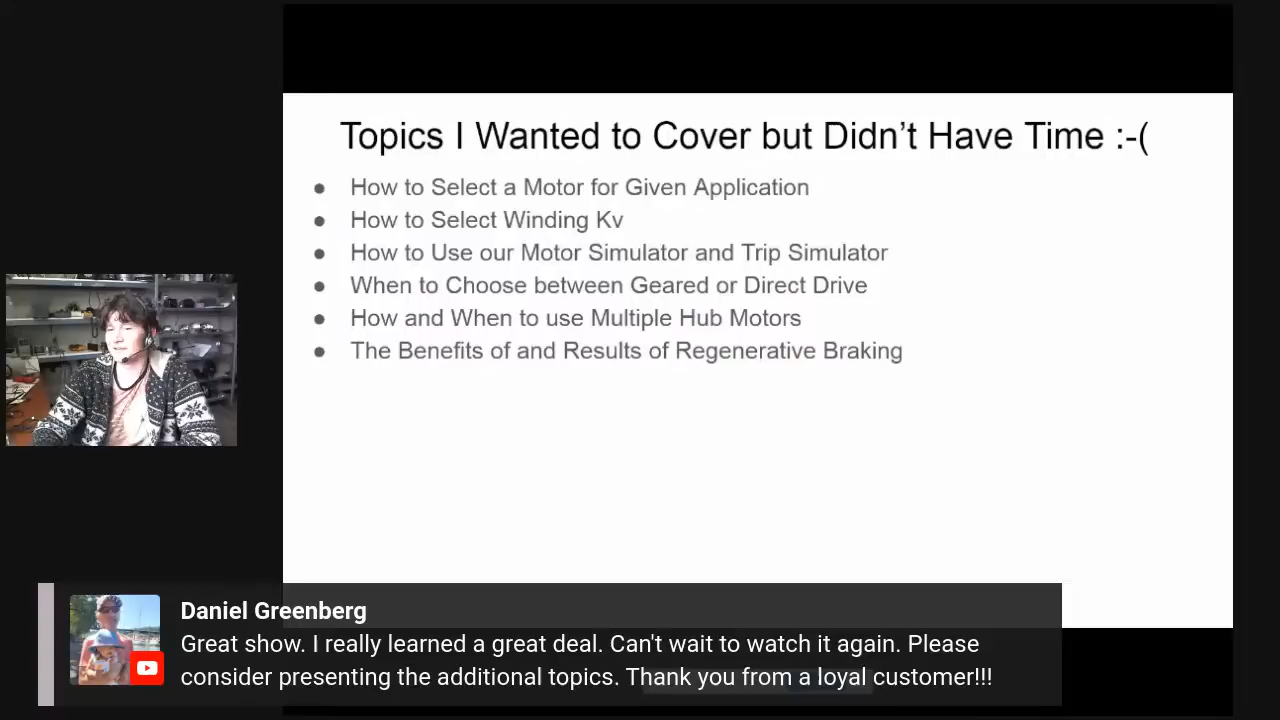 Topics I Wanted to Cover but Didn't Have Time :-(
● How to Select a Motor for Given Application
● How to Select Winding Kv
● How to Use our Motor Simulator and Trip Simulator
● When to Choose between Geared or Direct Drive
● How and When to use Multiple Hub Motors
● The Benefits of and Results of Regenerative Braking
Daniel Greenberg
Great show. I really learned a great deal. Can't wait to watch it again. Please
consider presenting the additional topics. Thank you from a loyal customer!!!